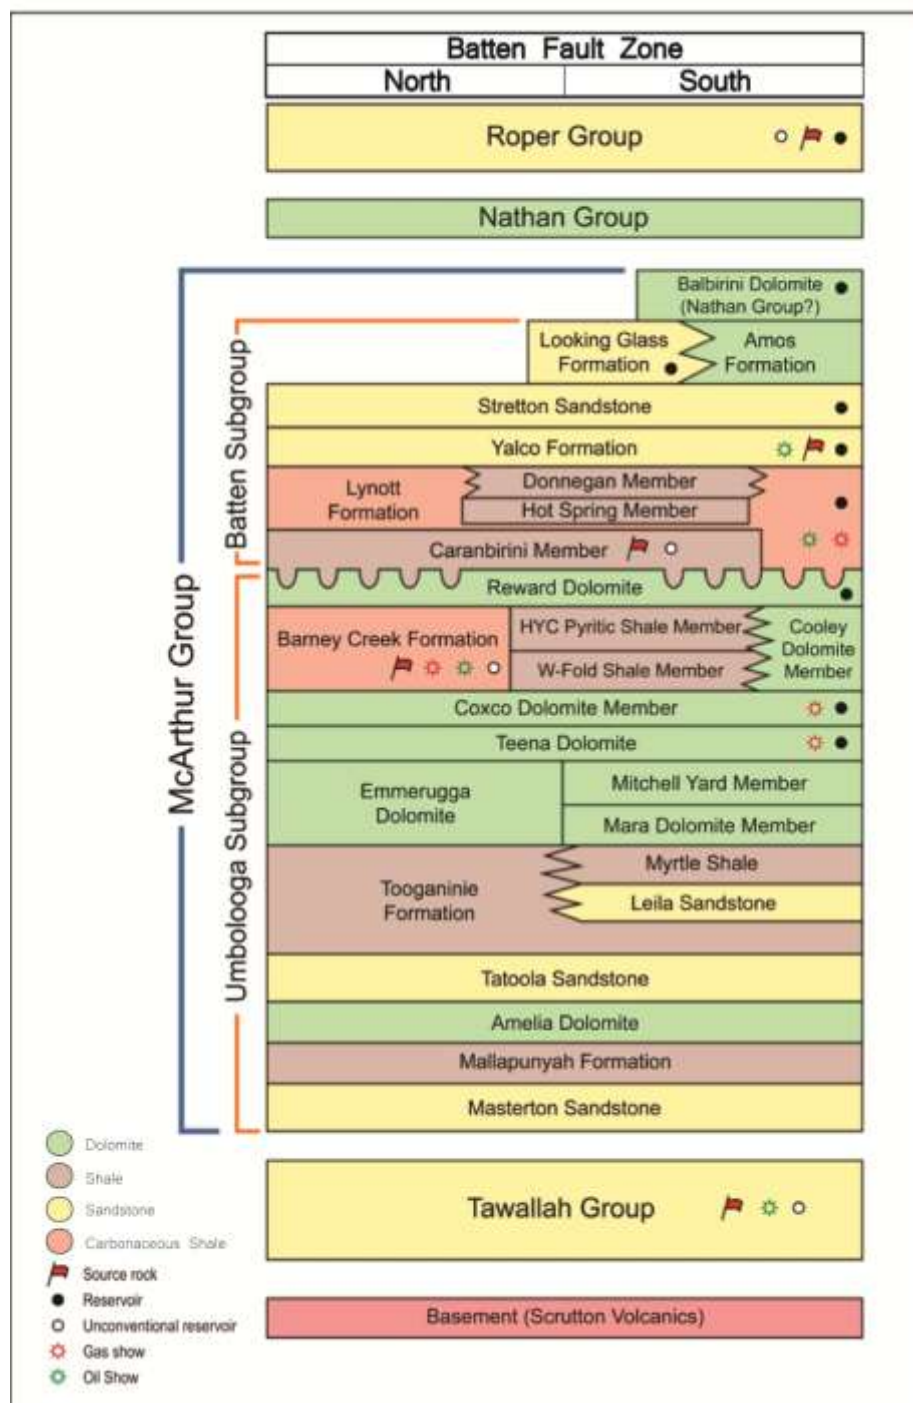 Batten Fault Zone
North South
Roper Group
Nathan Group
Balbirini Dolomite
(Nathan Group?)
Looking Glass
Formation
Amos
Formation
Stretton Sandstone
Yalco Formation
Lynott
Formation
Donnegan Member
Hot Spring Member
Caranbirini Member
Reward Dolomite
Barney Creek Formation
HYC Pyritic Shale Member
W-Fold Shale Member
Cooley
Dolomite
Member
Coxco Dolomite Member
Teena Dolomite
Emmerugga
Dolomite
Mitchell Yard Member
Mara Dolomite Member
Tooganinie
Formation
Myrtle Shale
Leila Sandstone
Tatoola Sandstone
Amelia Dolomite
Mallapunyah Formation
Masterton Sandstone
McArthur Group
Batten Subgroup
Umbolooga Subgroup
Tawallah Group
Basement (Scrutton Volcanics)
Dolomite
Shale
Sandstone
Carbonaceous Shale
Source rock
Reservoir
Unconventional reservoir
Gas show
Oil Show